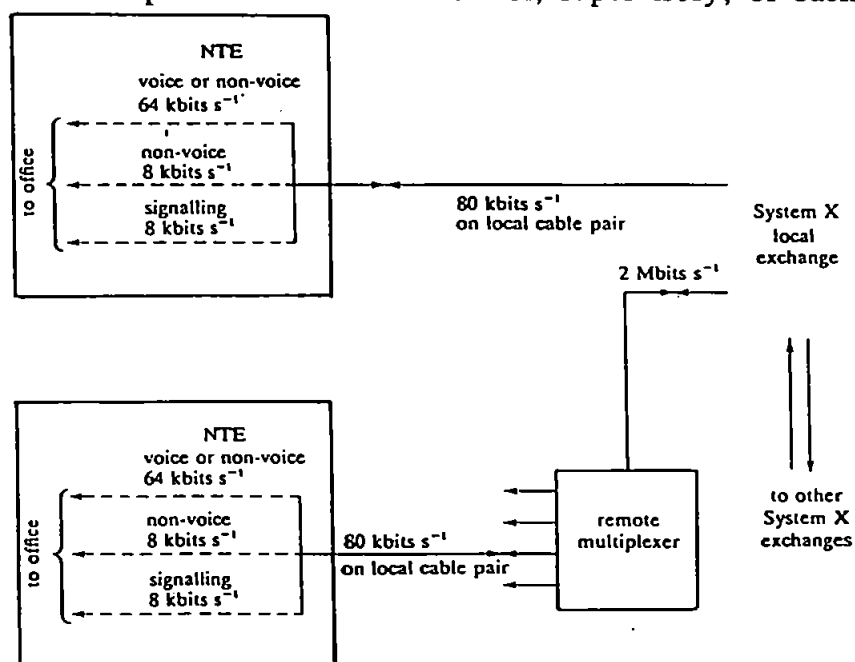 NTE
voice or non-voice
64 kbits s⁻¹
non-voice
8 kbits s⁻¹
signalling
8 kbits s⁻¹
to office
80 kbits s⁻¹
on local cable pair
System X
local
exchange
2 Mbits s⁻¹
NTE
voice or non-voice
64 kbits s⁻¹
non-voice
8 kbits s⁻¹
signalling
8 kbits s⁻¹
to office
80 kbits s⁻¹
on local cable pair
remote
multiplexer
to other
System X
exchanges